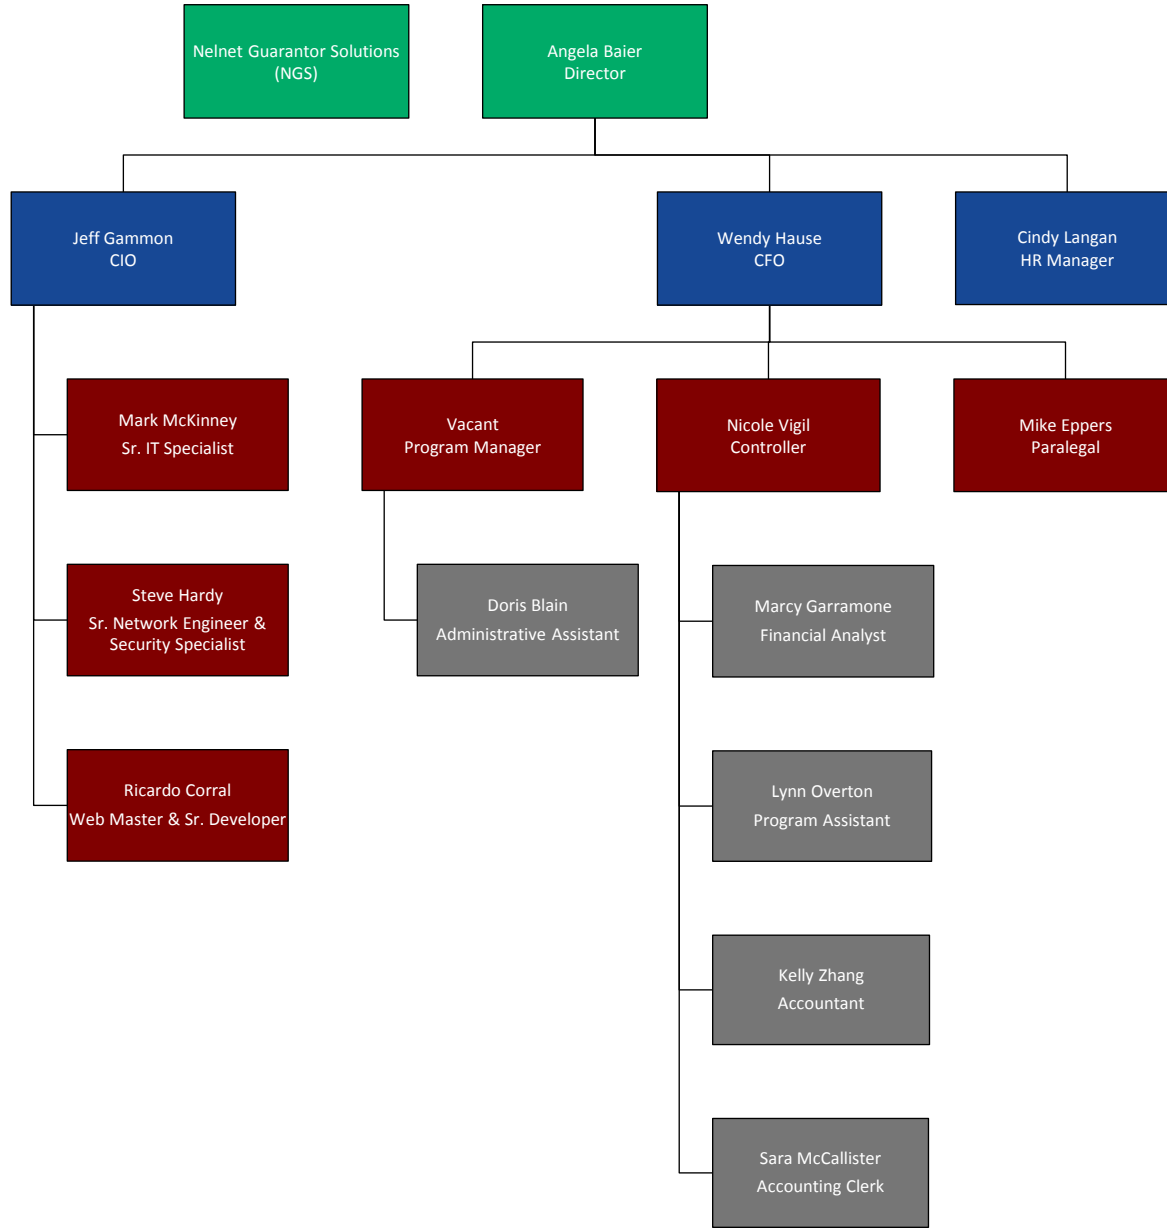 Nelnet Guarantor Solutions
(NGS)
Angela Baier
Director
Jeff Gammon
CIO
Wendy Hause
CFO
Cindy Langan
HR Manager
Mark McKinney
Sr. IT Specialist
Vacant
Program Manager
Nicole Vigil
Controller
Mike Eppers
Paralegal
Steve Hardy
Sr. Network Engineer &
Security Specialist
Doris Blain
Administrative Assistant
Marcy Garramone
Financial Analyst
Ricardo Corral
Web Master & Sr. Developer
Lynn Overton
Program Assistant
Kelly Zhang
Accountant
Sara McCallister
Accounting Clerk